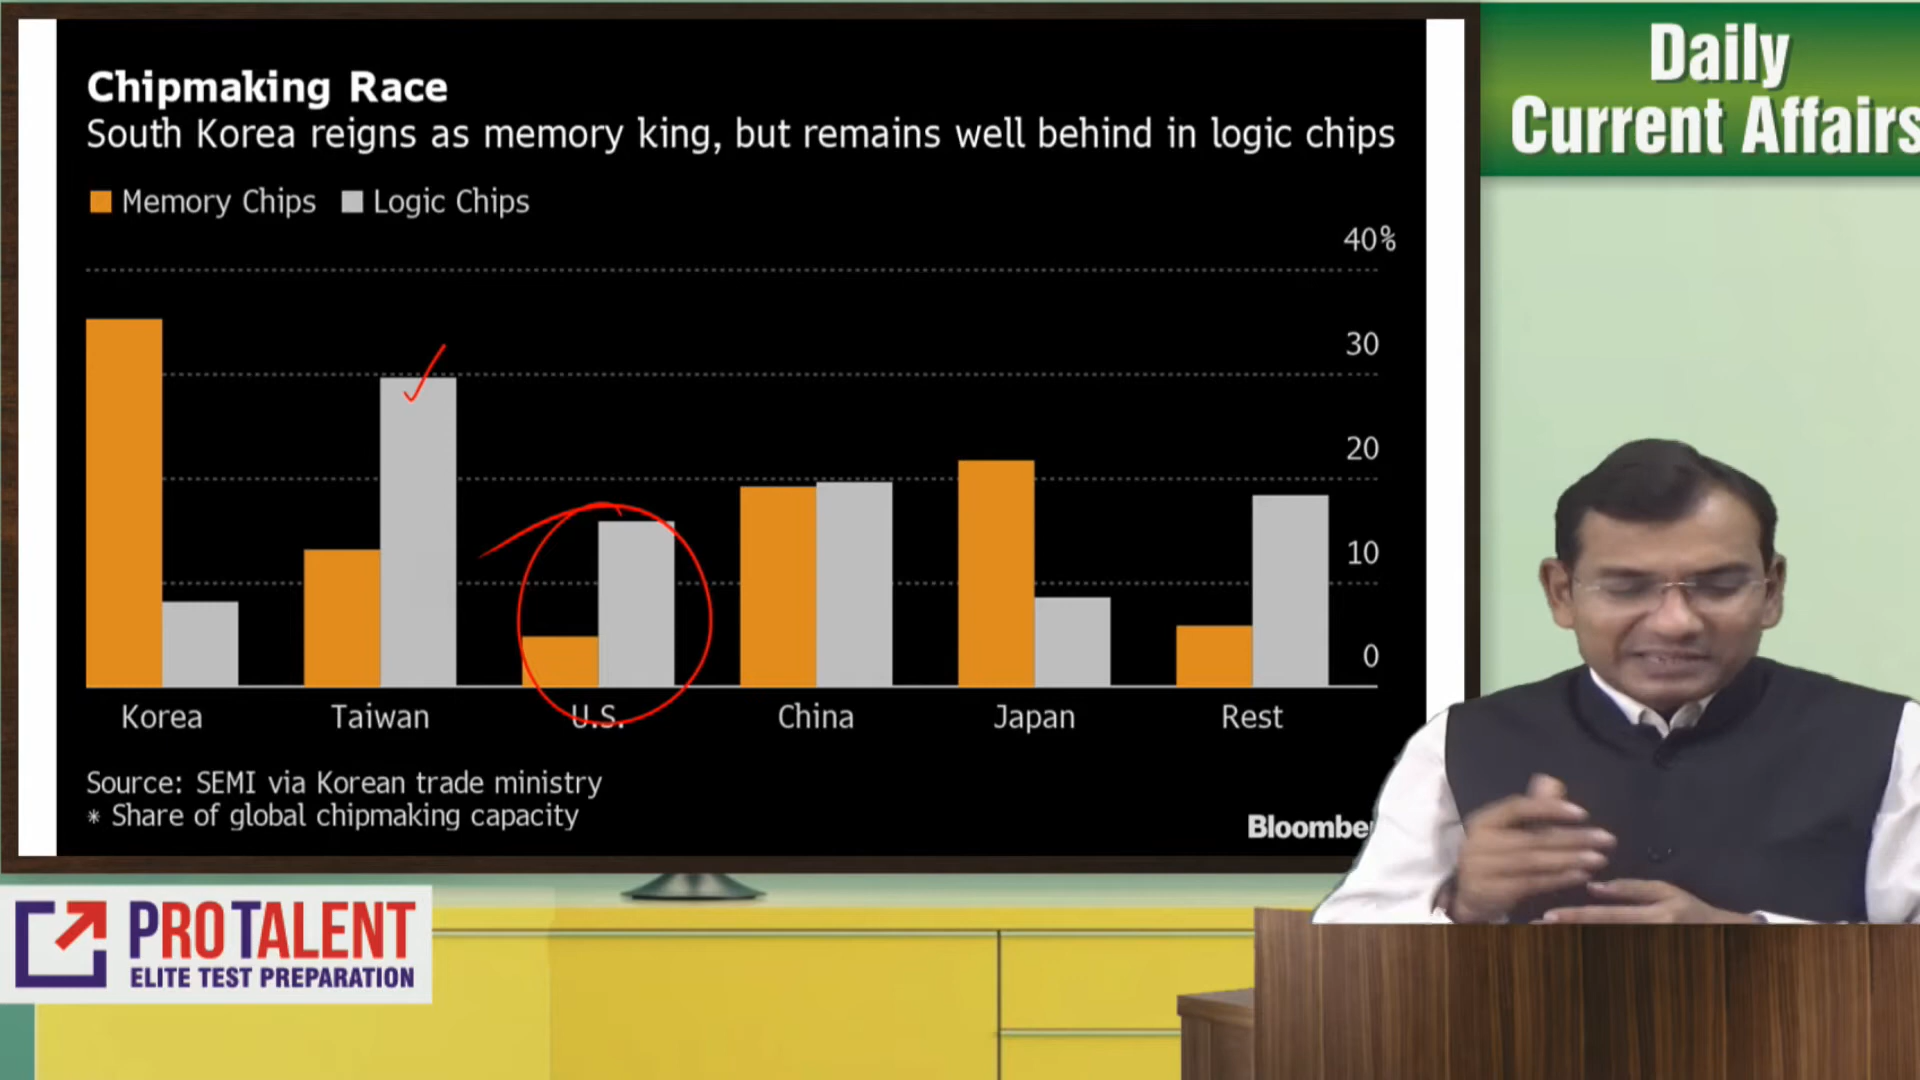 Chipmaking Race
South Korea reigns as memory king, but remains well behind in logic chips
Memory Chips Logic Chips
40%
30
20
10
0
Korea Taiwan U.S. China Japan Rest
Source: SEMI via Korean trade ministry
* Share of global chipmaking capacity
Daily
Current Affairs
PROTALENT
ELITE TEST PREPARATION